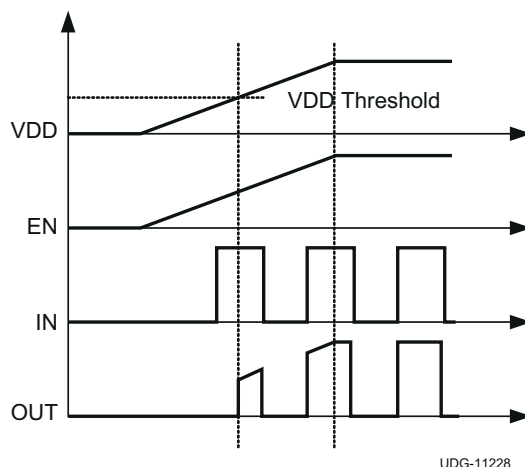 VDD Threshold
VDD
EN
IN
OUT
UDG-11228